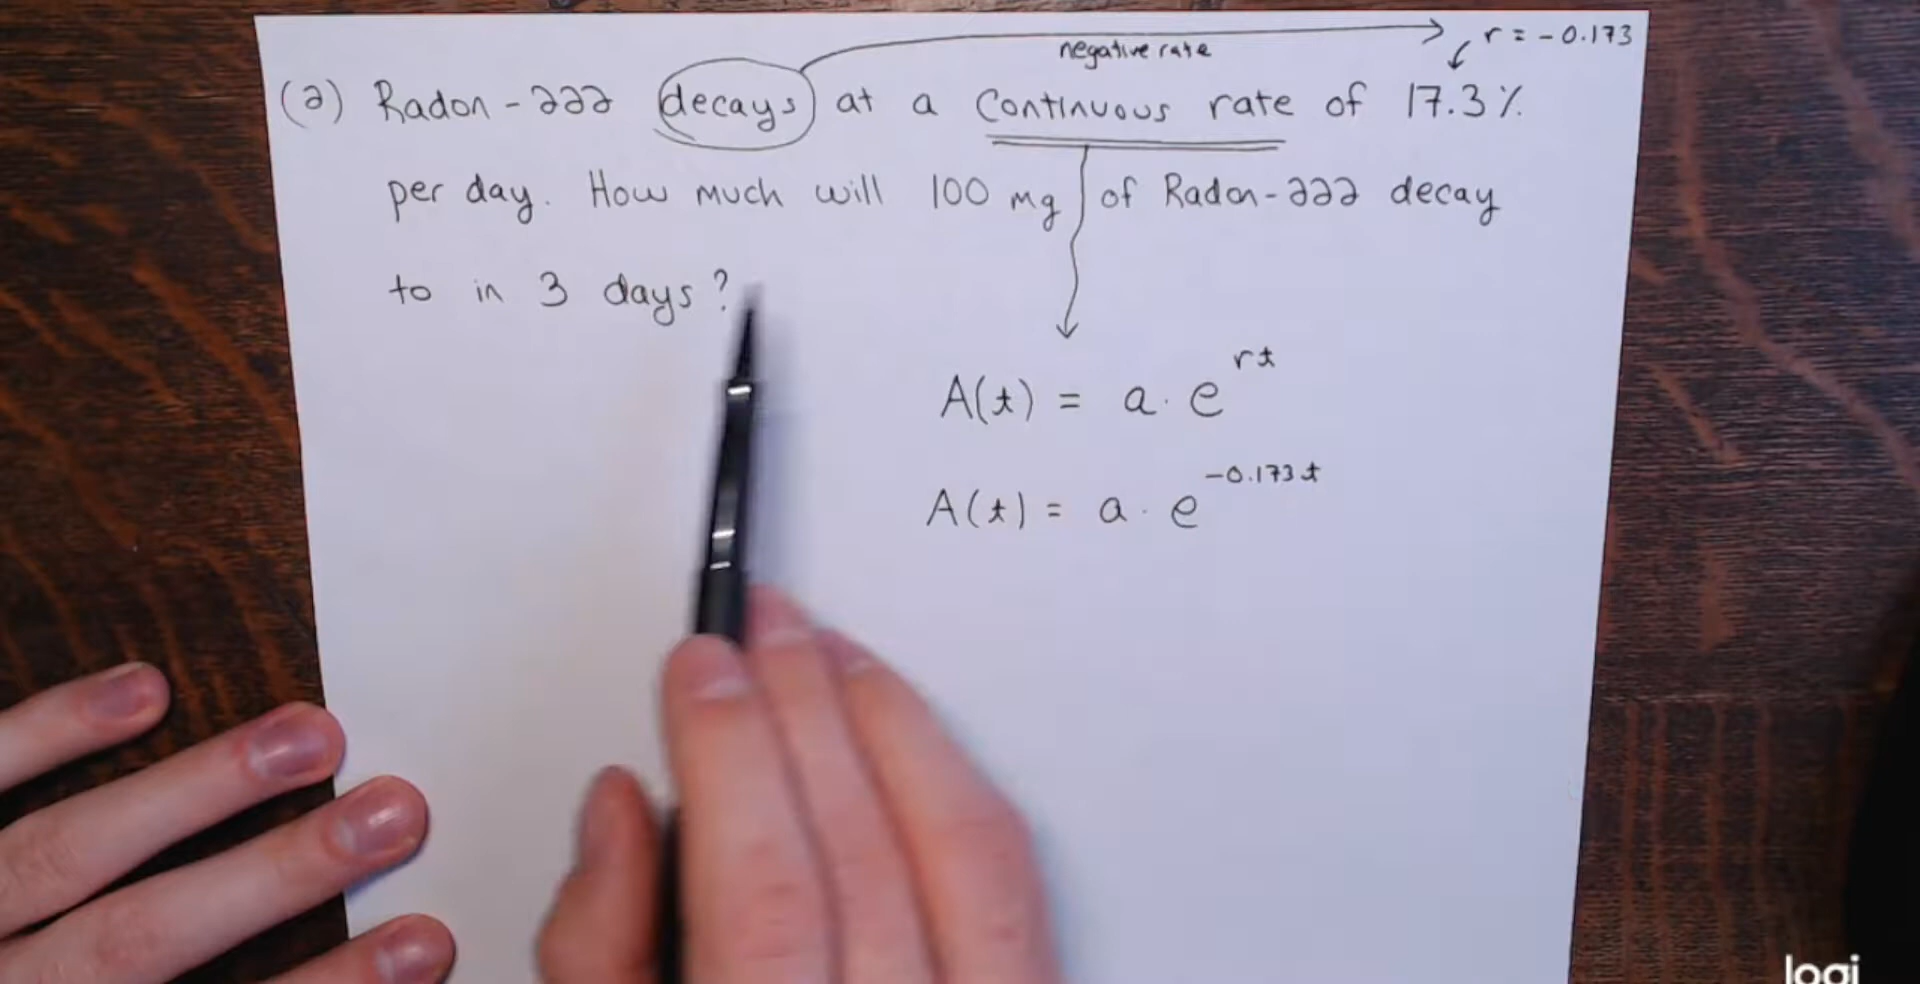 negative rate
r = -0.173
(a) Radon-222 decays at a continuous rate of 17.3%
per day. How much will 100 mg of Radon-222 decay
to in 3 days?
A(t) = a · e^{rt}
A(t) = a · e^{-0.173t}
logi